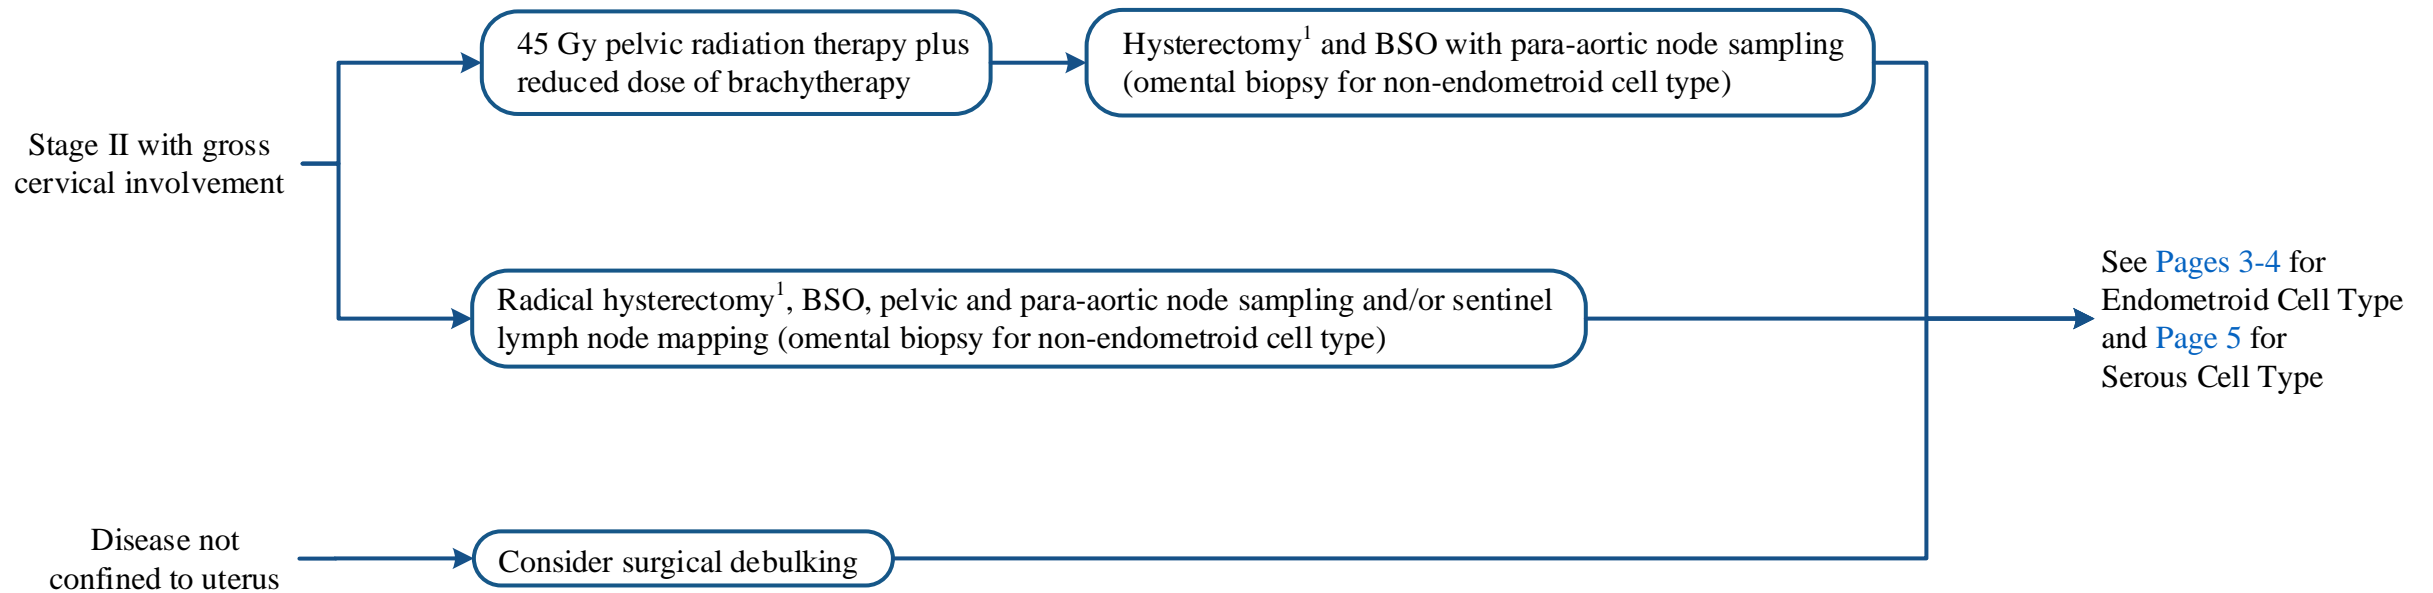 45 Gy pelvic radiation therapy plus
reduced dose of brachytherapy
Hysterectomy¹ and BSO with para-aortic node sampling
(omental biopsy for non-endometroid cell type)
Stage II with gross
cervical involvement
Radical hysterectomy¹, BSO, pelvic and para-aortic node sampling and/or sentinel
lymph node mapping (omental biopsy for non-endometroid cell type)
See Pages 3-4 for
Endometroid Cell Type
and Page 5 for
Serous Cell Type
Disease not
confined to uterus
Consider surgical debulking